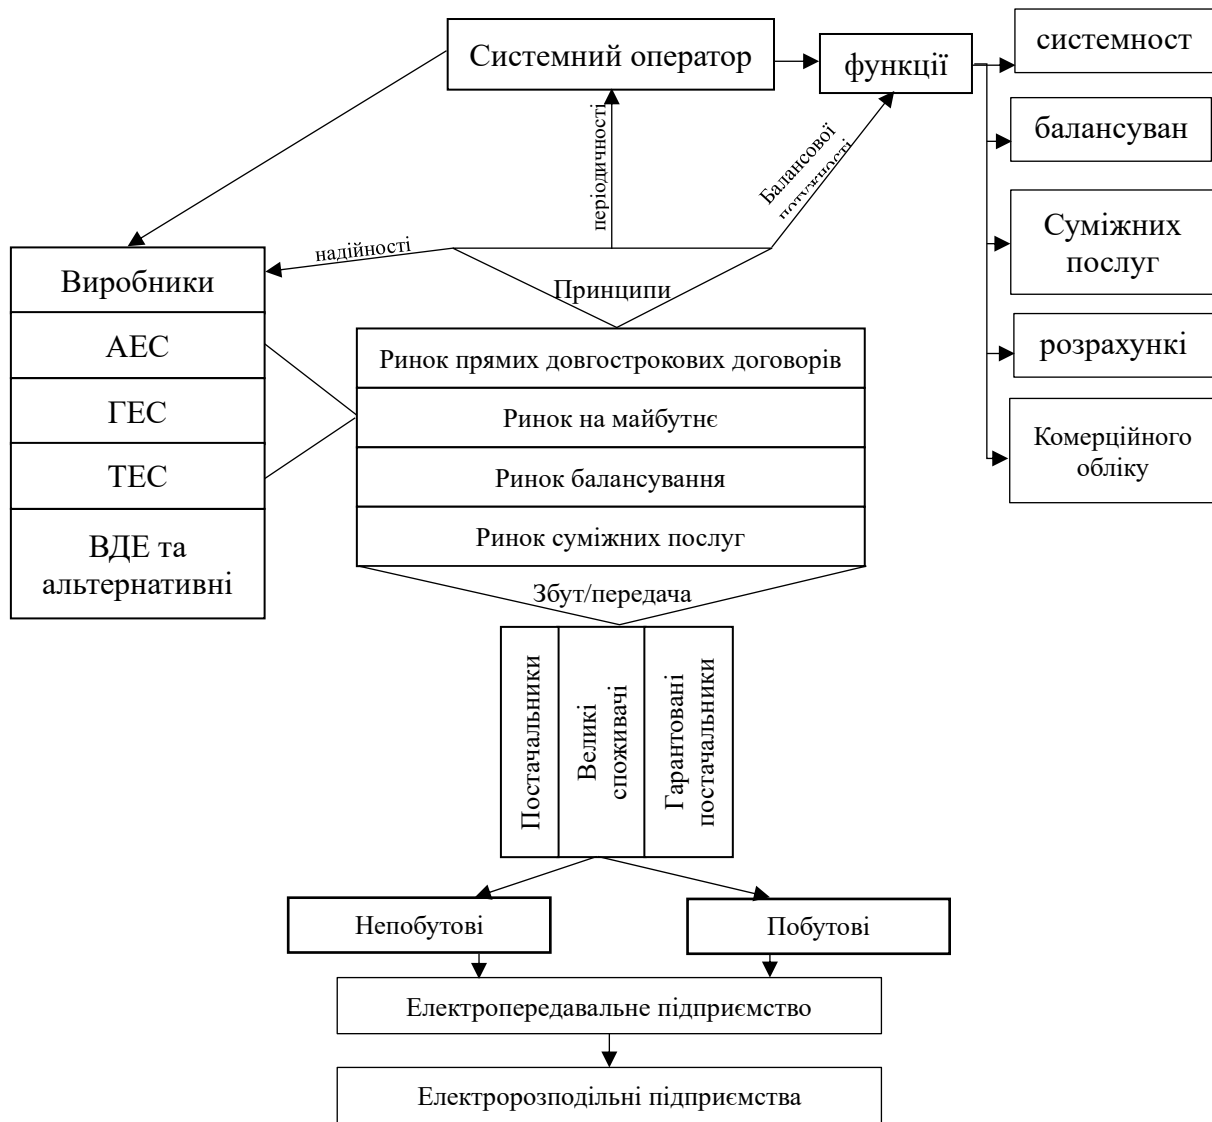 Системний оператор
функції
системност
балансуван
Суміжних
послуг
розрахункі
Комерційного
обліку
періодичності
Балансової
потужності
надійності
Принципи
Виробники
АЕС
ГЕС
ТЕС
ВДЕ та
альтернативні
Ринок прямих довгострокових договорів
Ринок на майбутнє
Ринок балансування
Ринок суміжних послуг
Збут/передача
Постачальники
Великі
споживачі
Гарантовані
постачальники
Непобутові
Побутові
Електропередавальне підприємство
Електророзподільні підприємства